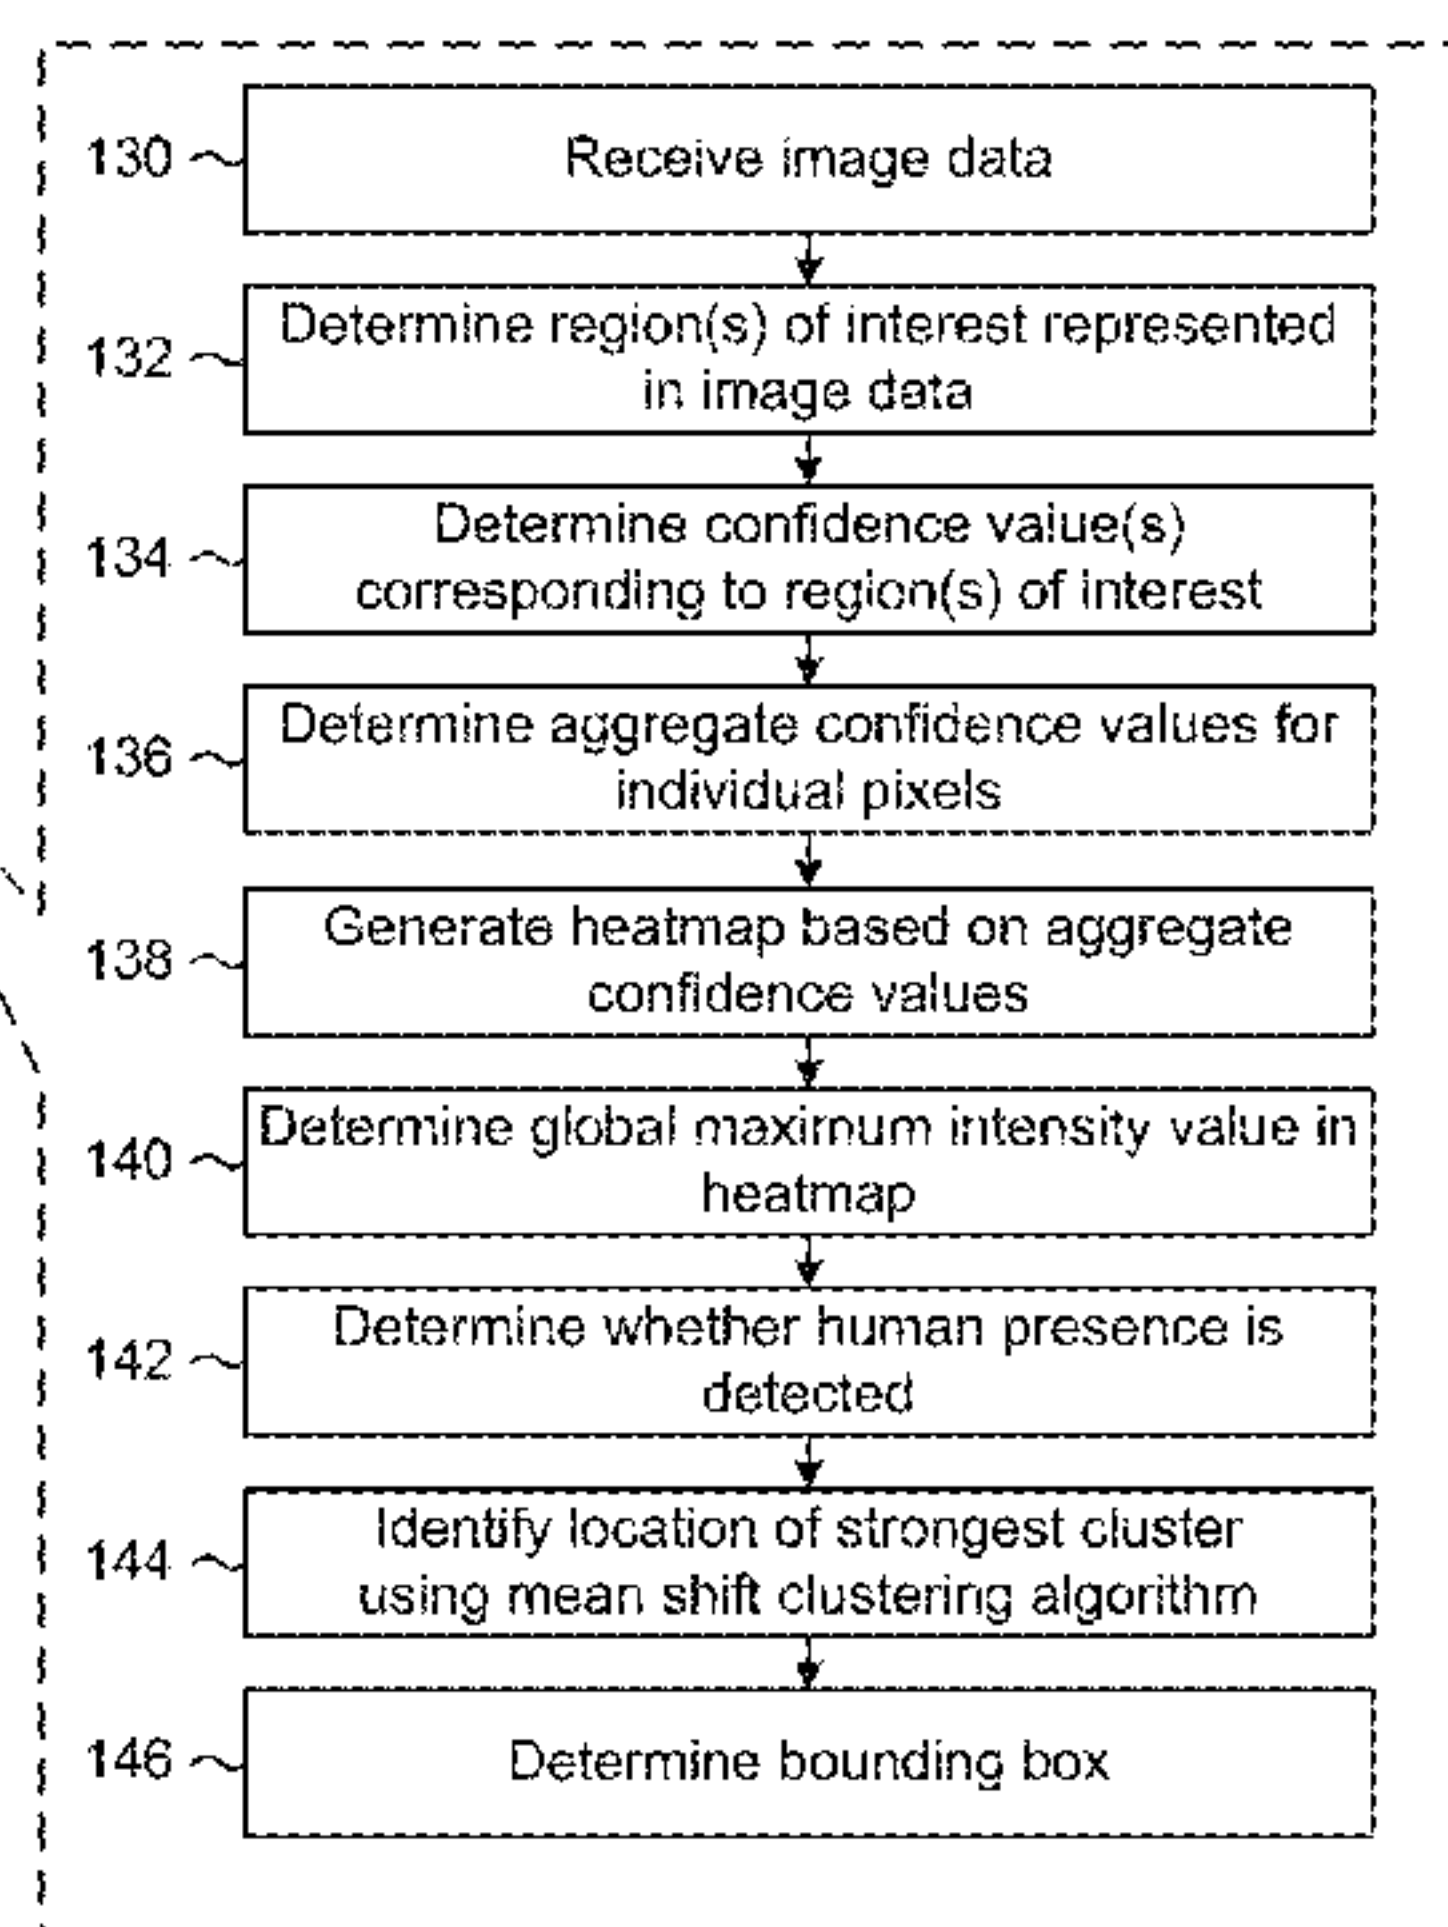 130 Receive image data
132 Determine region(s) of interest represented
in image data
134 Determine confidence value(s)
corresponding to region(s) of interest
136 Determine aggregate confidence values for
individual pixels
138 Generate heatmap based on aggregate
confidence values
140 Determine global maximum intensity value in
heatmap
142 Determine whether human presence is
detected
144 Identify location of strongest cluster
using mean shift clustering algorithm
146 Determine bounding box